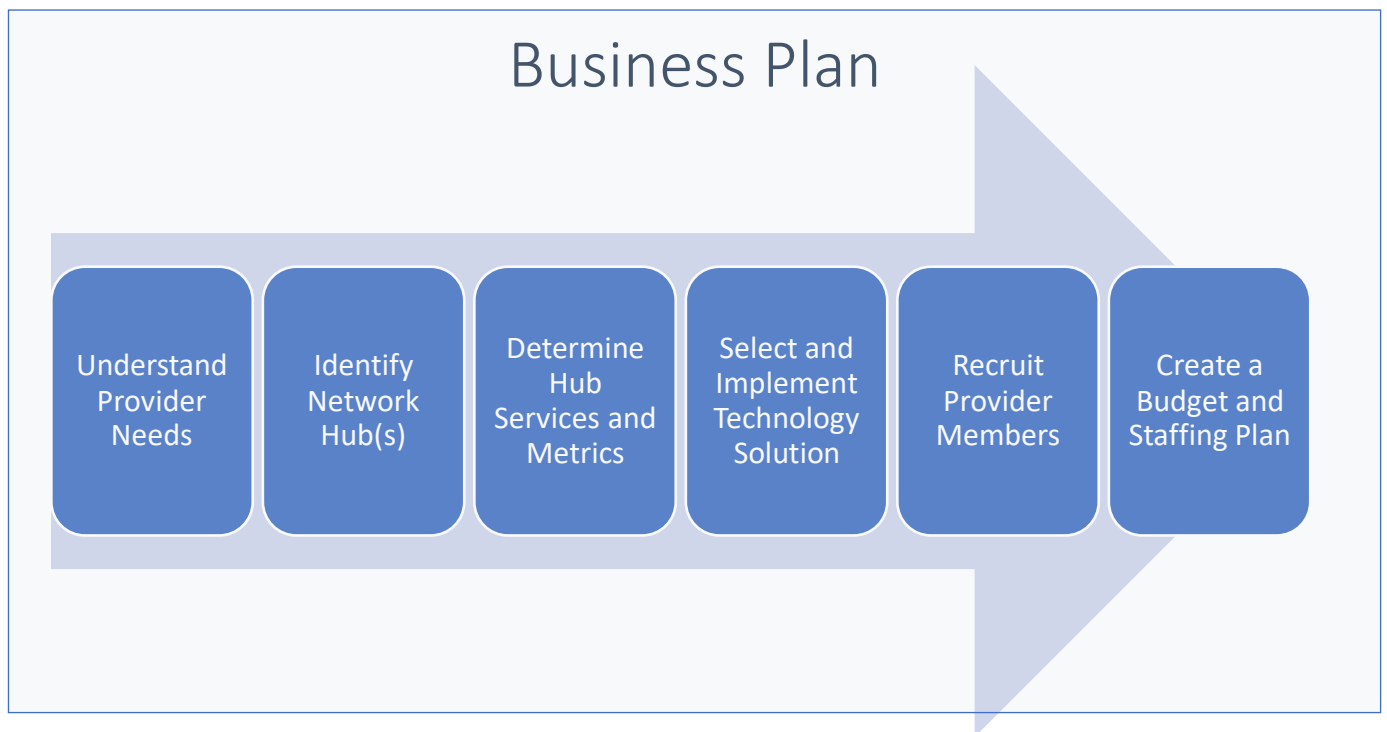 Business Plan
Understand
Provider
Needs
Identify
Network
Hub(s)
Determine
Hub
Services and
Metrics
Select and
Implement
Technology
Solution
Recruit
Provider
Members
Create a
Budget and
Staffing Plan